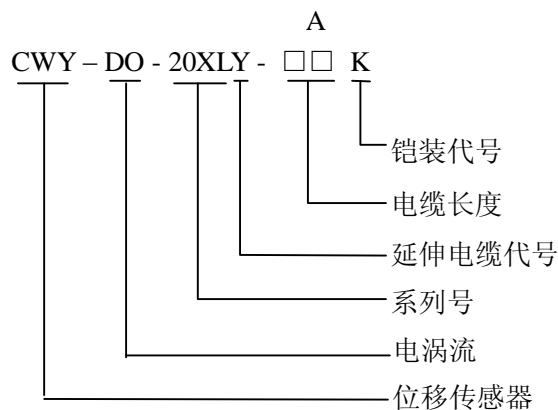 A
CWY – DO - 20XLY - □□ K
铠装代号
电缆长度
延伸电缆代号
系列号
电涡流
位移传感器